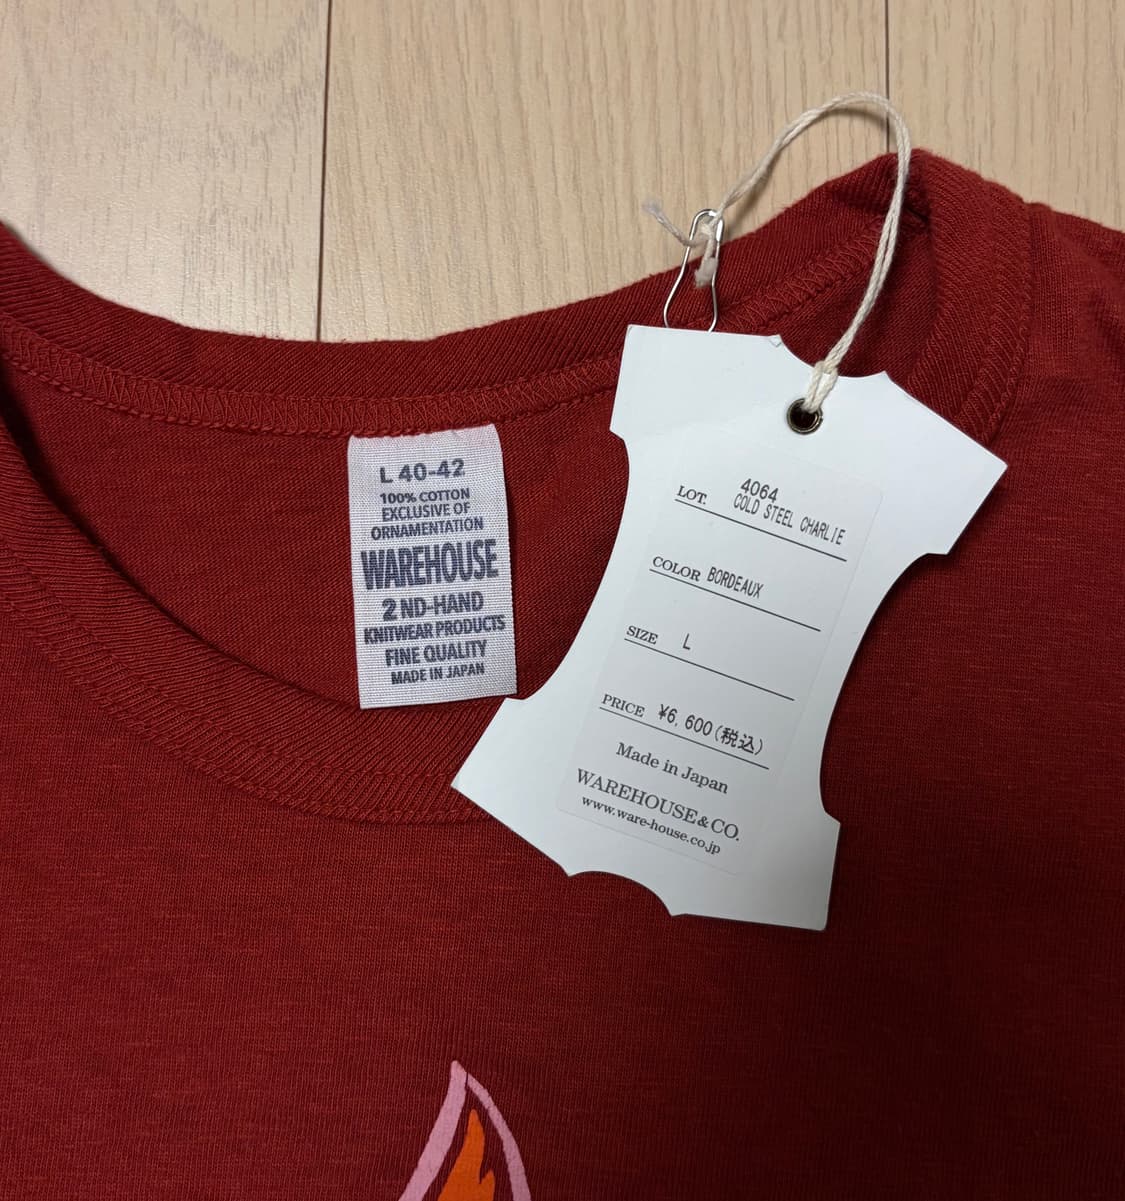 L 40-42
100% COTTON
EXCLUSIVE OF
ORNAMENTATION
WAREHOUSE
2 ND-HAND
KNITWEAR PRODUCTS
FINE QUALITY
MADE IN JAPAN
LOT. 4064
COLD STEEL CHARLIE
COLOR BORDEAUX
SIZE L
PRICE ¥6,600(税込)
Made in Japan
WAREHOUSE & CO.
www.ware-house.co.jp